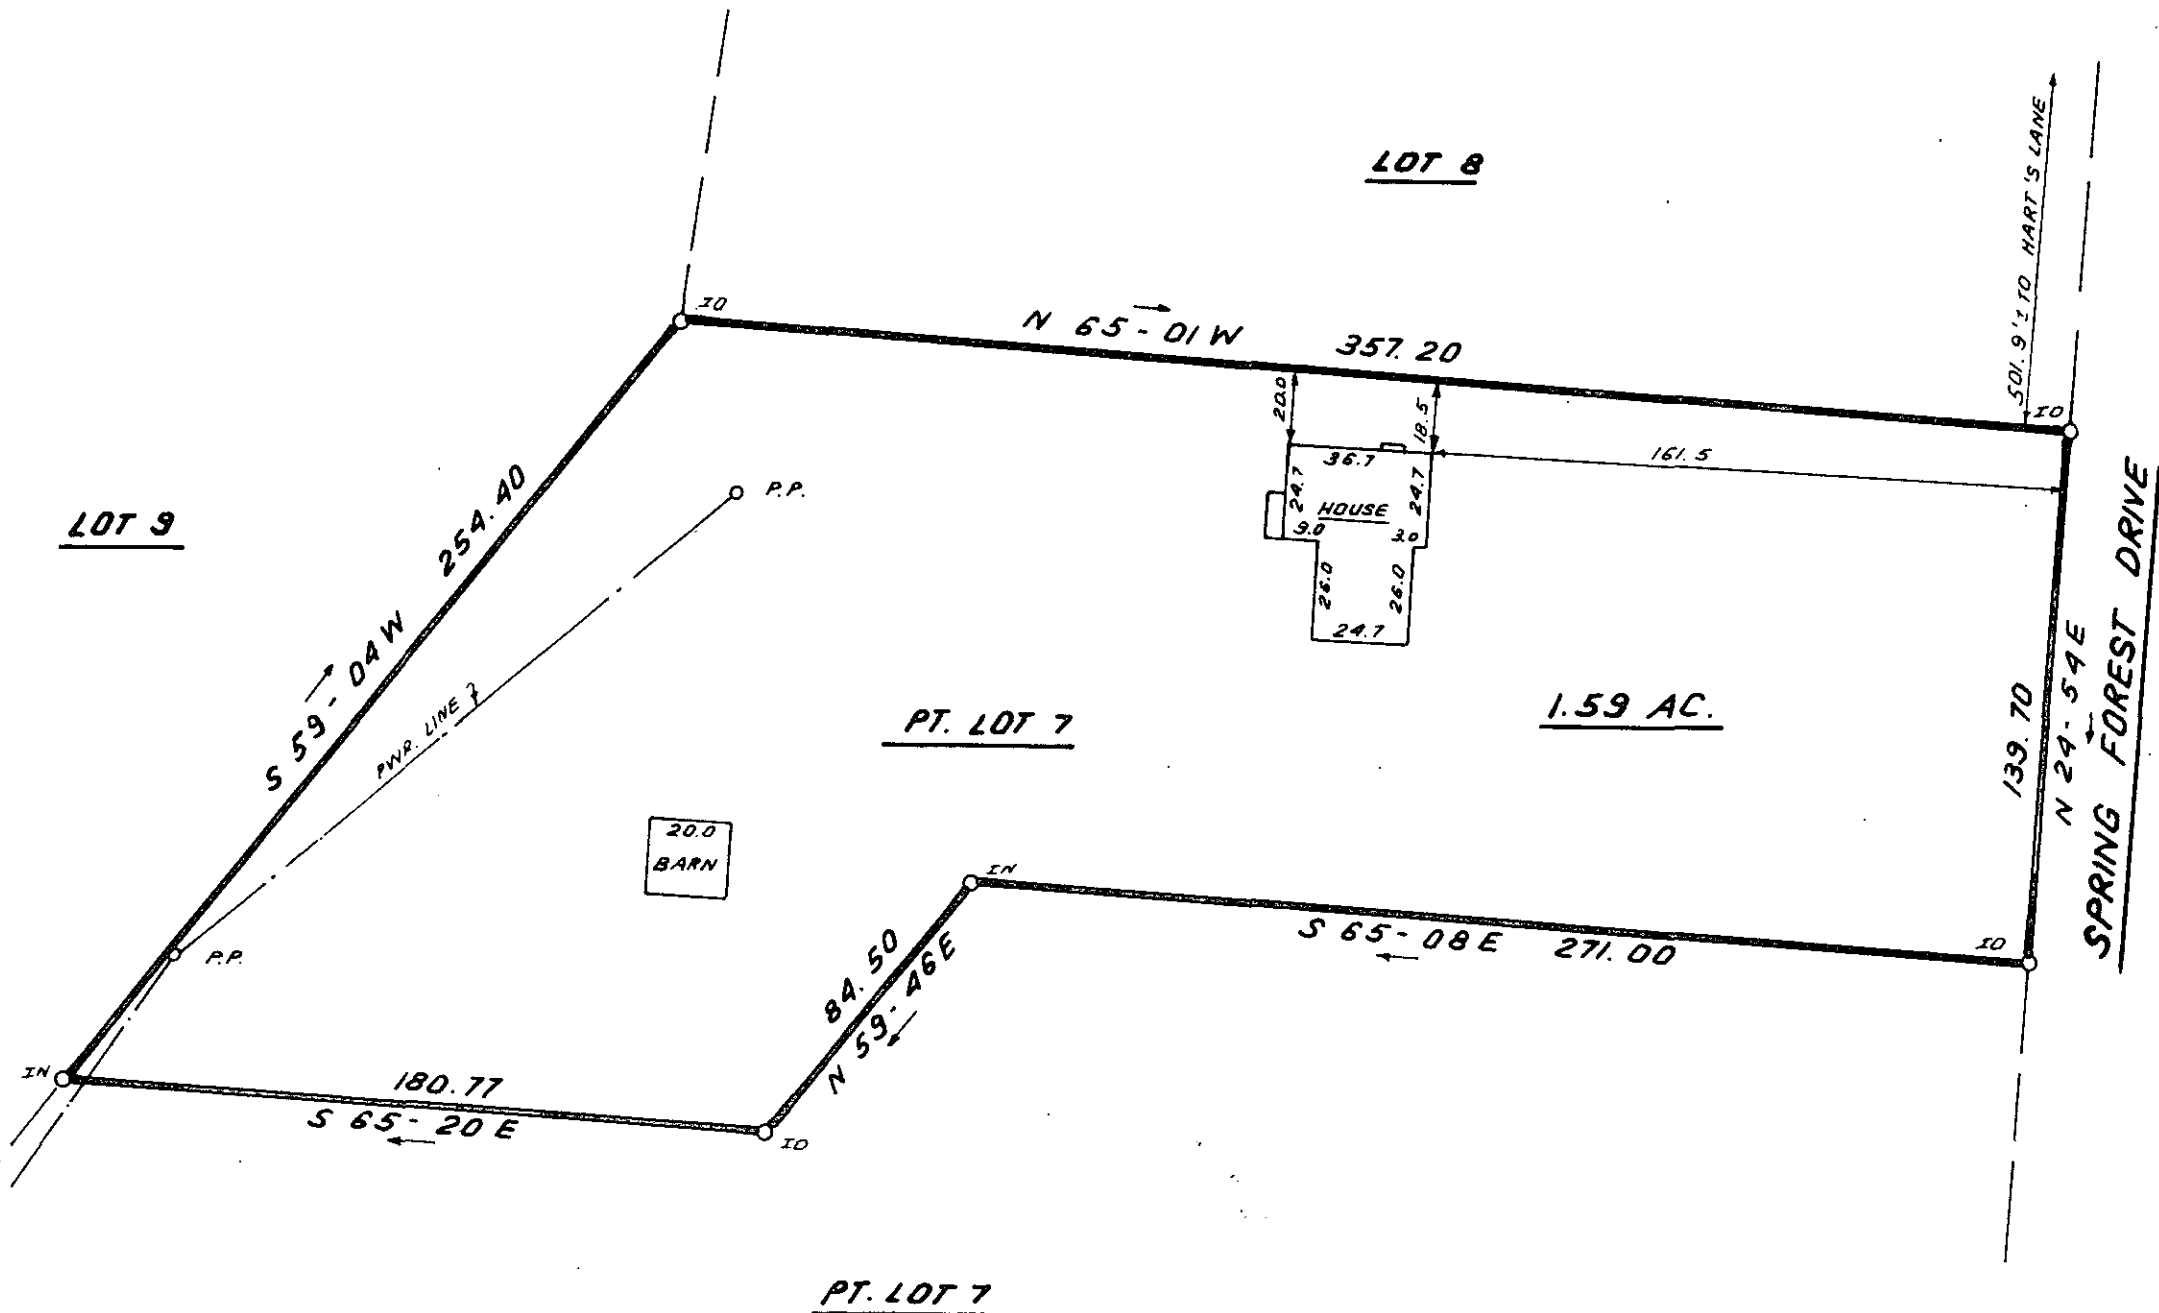 LOT 8
501.9'± TO HART'S LANE
IO
N 65-01 W 357.20
IO
20.0
18.5
161.5
36.7
24.7
24.7
HOUSE
9.0
3.0
26.0
26.0
24.7
LOT 9
254.40
S 59-04 W
P.P.
PWR. LINE
P.P.
PT. LOT 7
1.59 AC.
139.70
N 24-54 E
SPRING FOREST DRIVE
20.0
BARN
IN
S 65-08 E 271.00
IO
84.50
N 59-46 E
IN
180.77
S 65-20 E
IO
PT. LOT 7